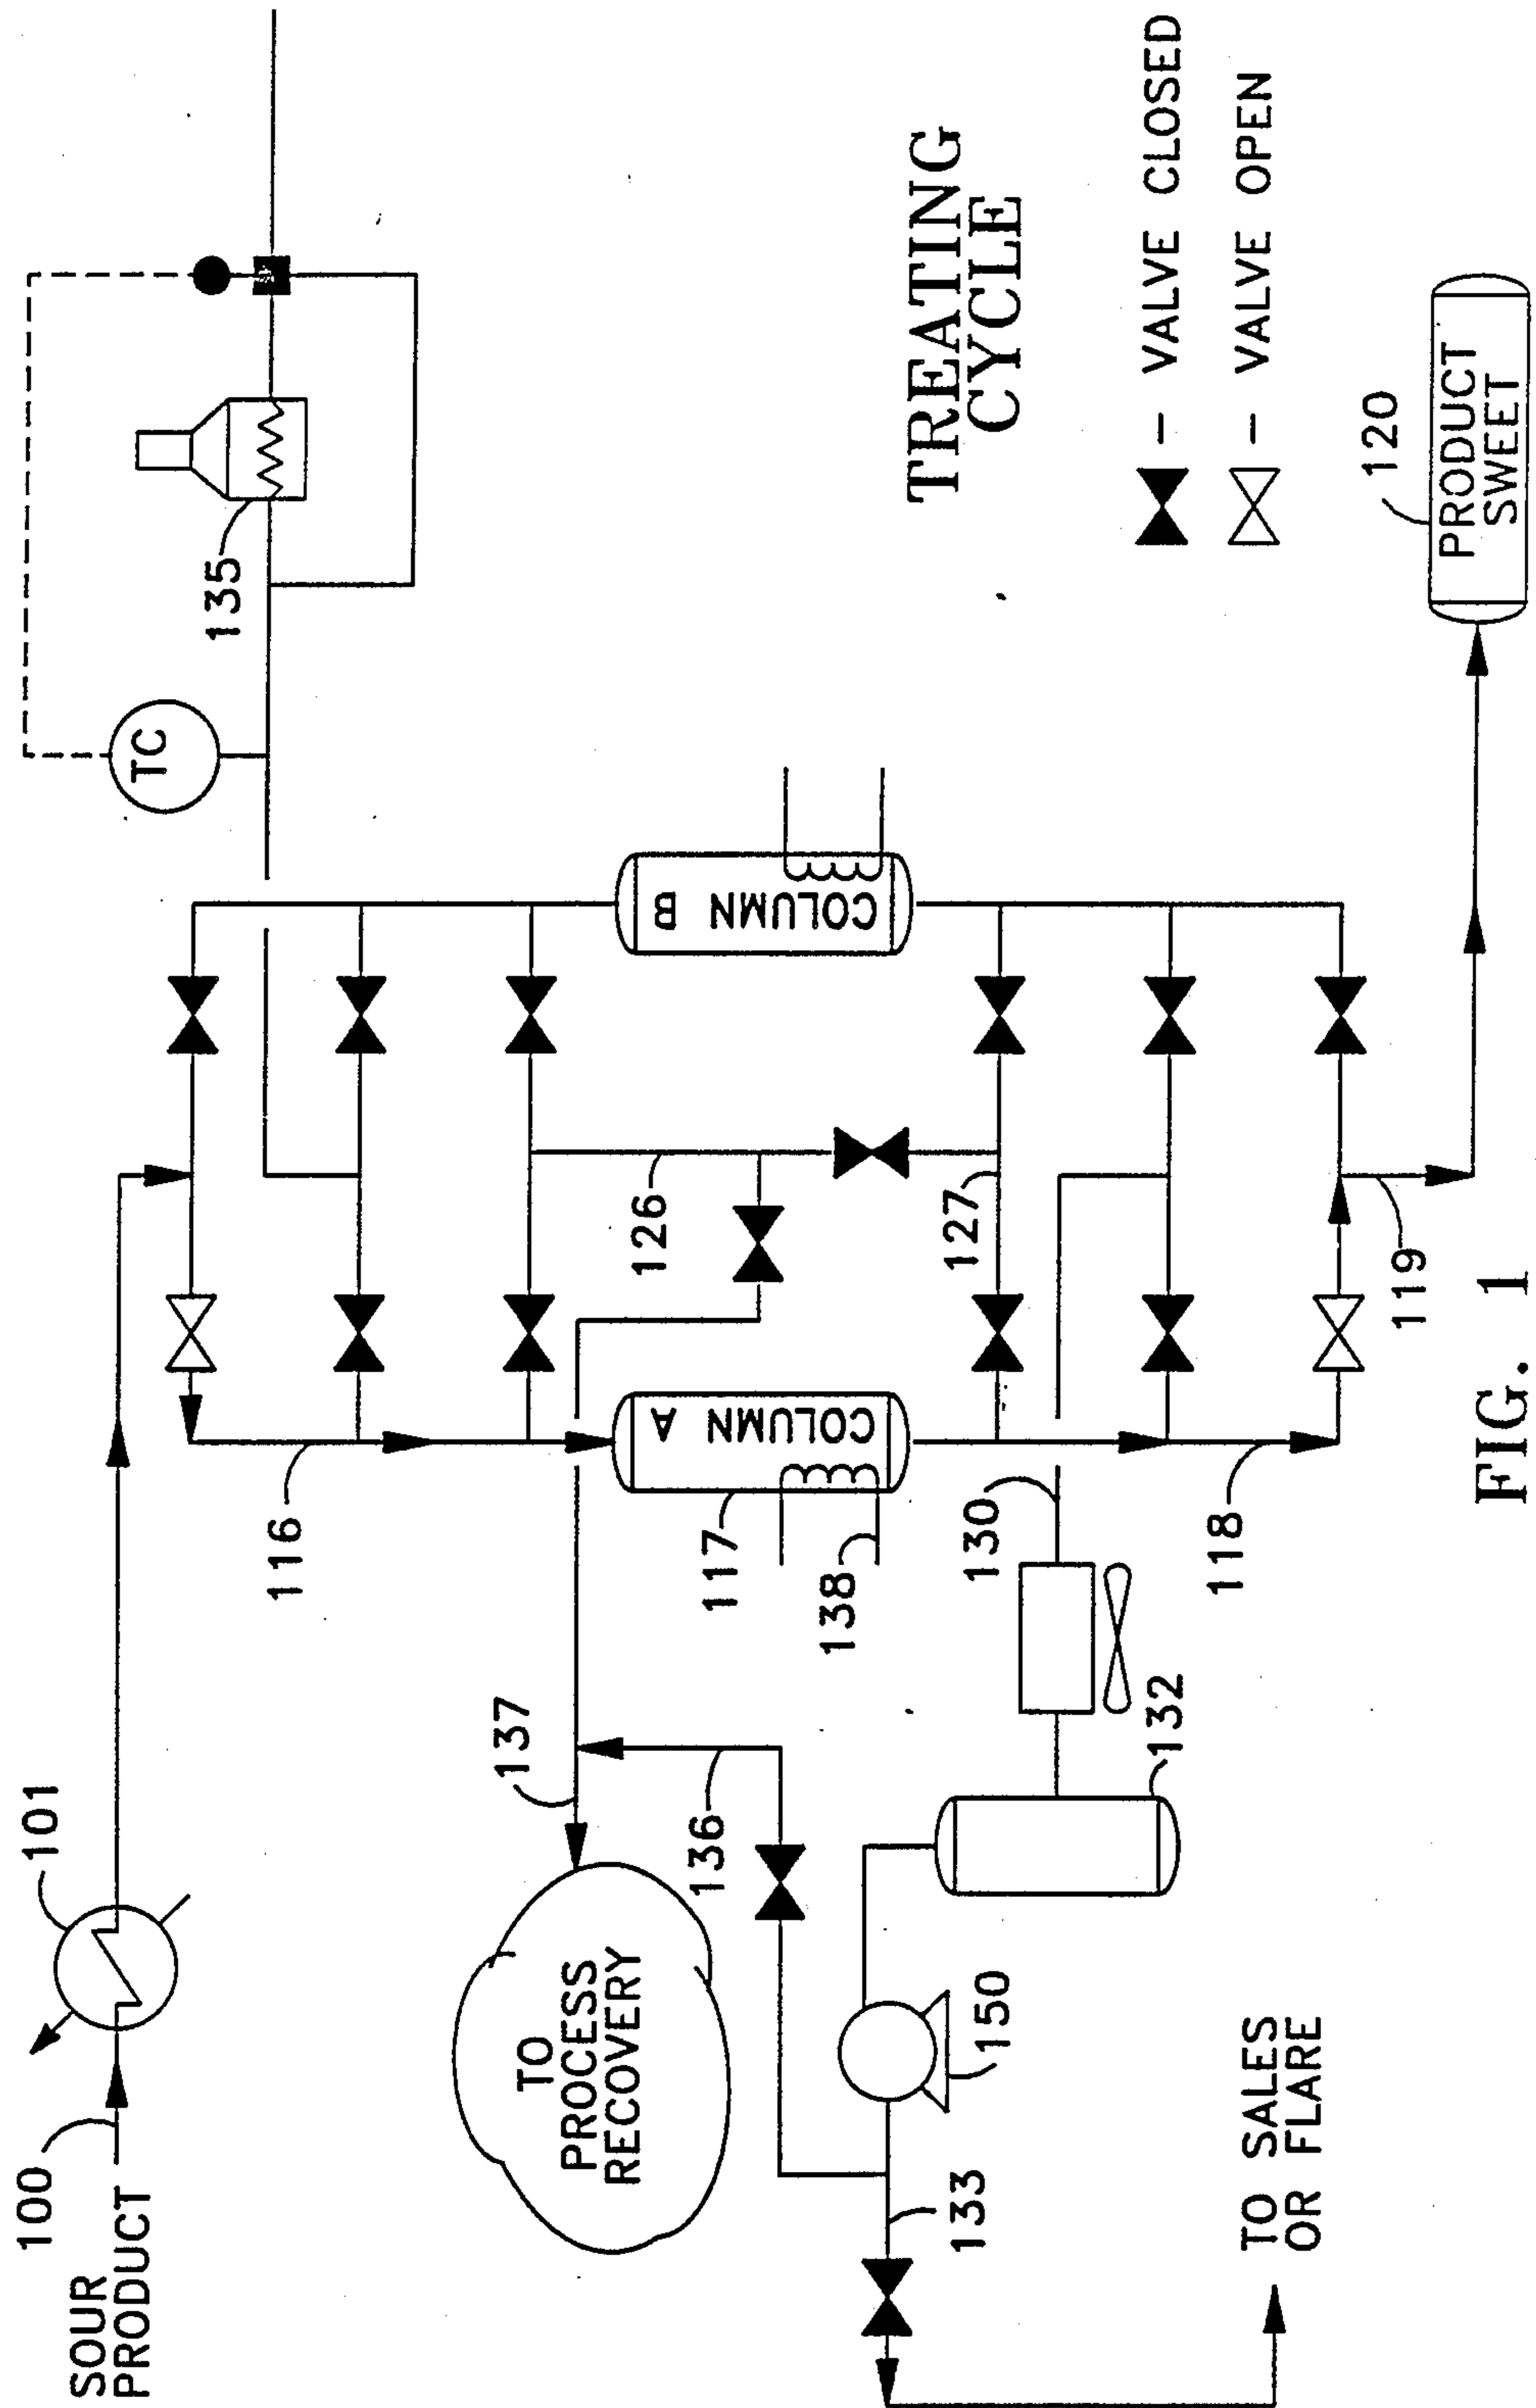 SOUR
PRODUCT
100
101
TC
135
116
137
136
TO
PROCESS
RECOVERY
117
138
COLUMN A
COLUMN B
126
127
130
132
150
133
118
119
TO SALES
OR FLARE
TREATING
CYCLE
- VALVE CLOSED
- VALVE OPEN
120
PRODUCT
SWEET
FIG. 1